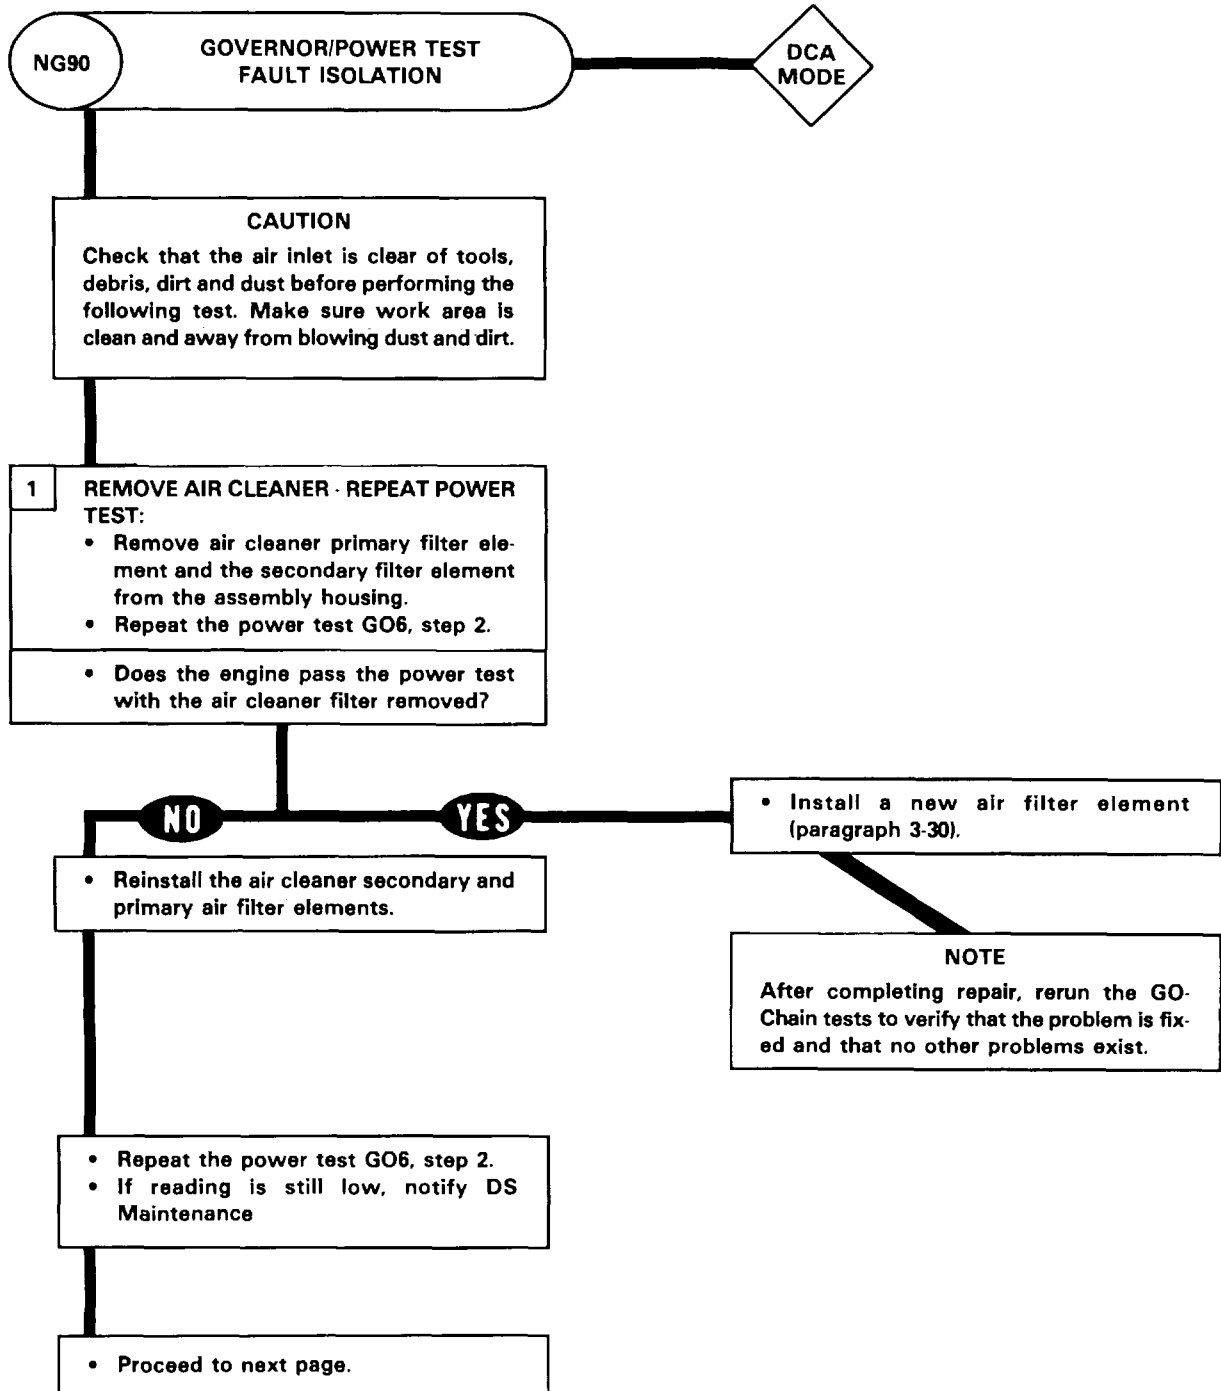 NG90
GOVERNOR/POWER TEST
FAULT ISOLATION
DCA
MODE
CAUTION
Check that the air inlet is clear of tools,
debris, dirt and dust before performing the
following test. Make sure work area is
clean and away from blowing dust and dirt.
1 REMOVE AIR CLEANER - REPEAT POWER
TEST:
• Remove air cleaner primary filter ele-
ment and the secondary filter element
from the assembly housing.
• Repeat the power test GO6, step 2.
• Does the engine pass the power test
with the air cleaner filter removed?
NO
YES
• Install a new air filter element
(paragraph 3-30).
• Reinstall the air cleaner secondary and
primary air filter elements.
NOTE
After completing repair, rerun the GO-
Chain tests to verify that the problem is fix-
ed and that no other problems exist.
• Repeat the power test GO6, step 2.
• If reading is still low, notify DS
Maintenance
• Proceed to next page.